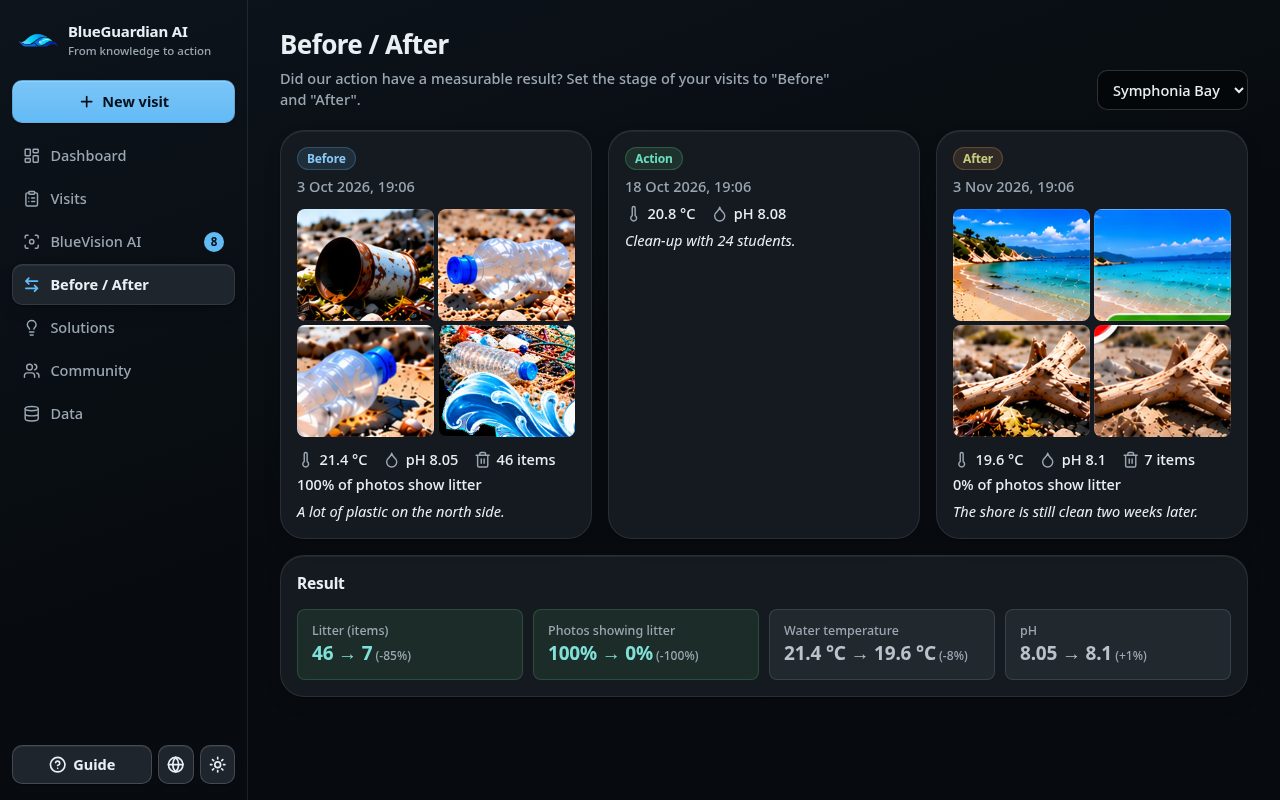 BlueGuardian AI
From knowledge to action
New visit
Dashboard
Visits
BlueVision AI
8
Before / After
Solutions
Community
Data
Guide
Before / After
Did our action have a measurable result? Set the stage of your visits to "Before"
and "After".
Symphonia Bay
Before
3 Oct 2026, 19:06
21.4 °C
pH 8.05
46 items
100% of photos show litter
A lot of plastic on the north side.
Action
18 Oct 2026, 19:06
20.8 °C
pH 8.08
Clean-up with 24 students.
After
3 Nov 2026, 19:06
19.6 °C
pH 8.1
7 items
0% of photos show litter
The shore is still clean two weeks later.
Result
Litter (items)
46 → 7 (-85%)
Photos showing litter
100% → 0% (-100%)
Water temperature
21.4 °C → 19.6 °C (-8%)
pH
8.05 → 8.1 (+1%)